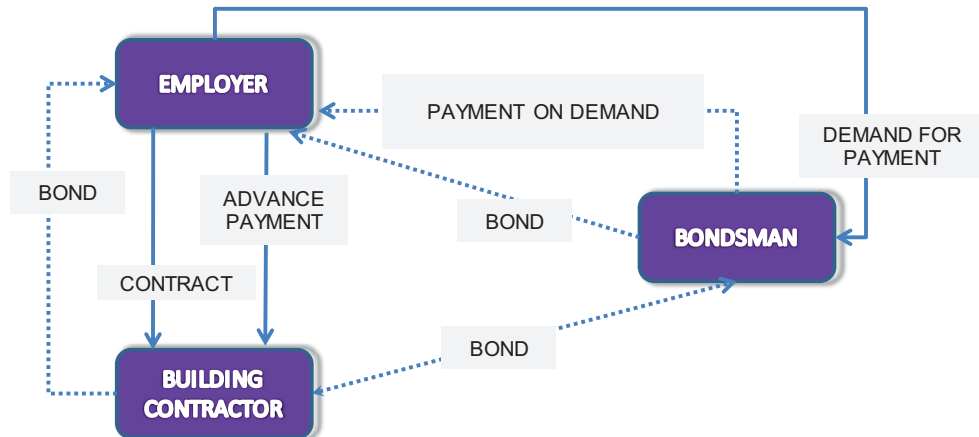 EMPLOYER
PAYMENT ON DEMAND
DEMAND FOR
PAYMENT
BOND
ADVANCE
PAYMENT
BOND
BONDSMAN
CONTRACT
BOND
BUILDING
CONTRACTOR